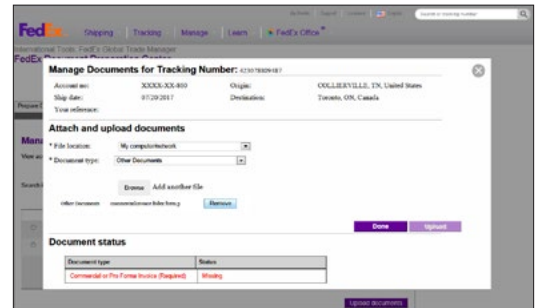 FedEx
Shipping Tracking Manage Learn FedEx Office
International Tools: FedEx Global Trade Manager
FedEx Document Preparation Center
Manage Documents for Tracking Number:
Account no: XXXX-XX-800 Origin: COLLIERVILLE, TN, United States
Ship date: 07/20/2017 Destination: Toronto, ON, Canada
Your reference:
Attach and upload documents
* File location: My computer/network
* Document type: Other Documents
Browse Add another file
Other Document Remove
Done Upload
Document status
Document type Status
Commercial or Pro Forma Invoice (Required) Missing
Upload documents